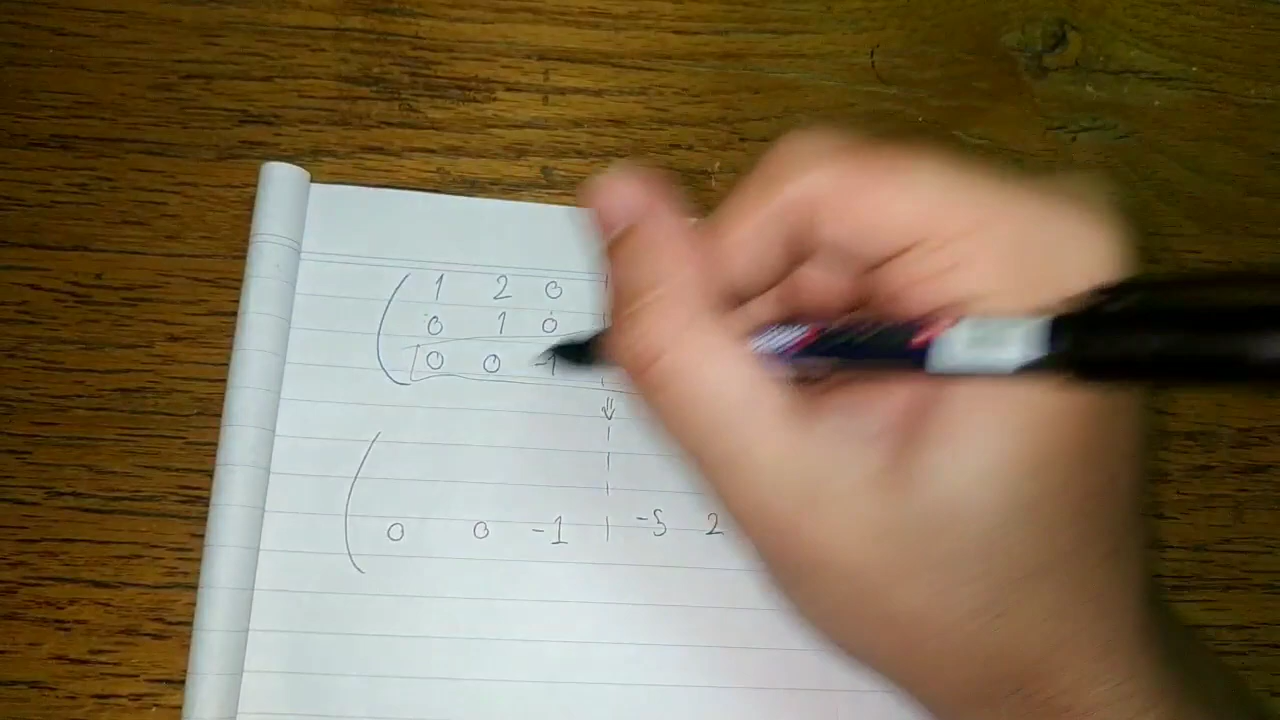 ( 1 2 0 |
0 1 0
0 0 -1
⇓
(
0 0 -1 | -5 2